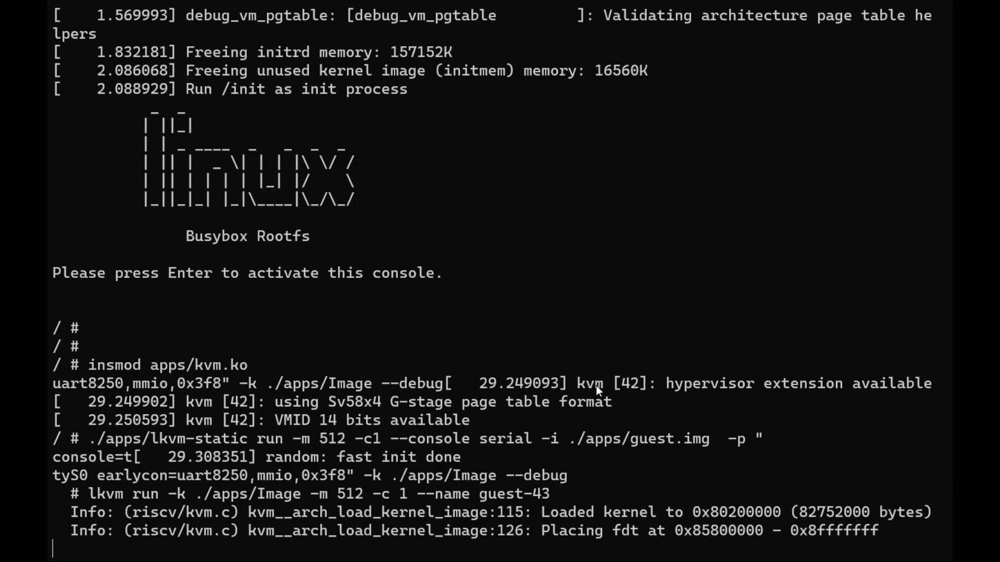 [    1.569993] debug_vm_pgtable: [debug_vm_pgtable         ]: Validating architecture page table he
lpers
[    1.832181] Freeing initrd memory: 157152K
[    2.086068] Freeing unused kernel image (initmem) memory: 16560K
[    2.088929] Run /init as init process
           _  _
          | ||_|
          | | _ ____  _   _  _  _
          | || |  _ \| | | |\ \/ /
          | || | | | | |_| |/    \
          |_||_|_| |_|\____|\_/\_/
               Busybox Rootfs
Please press Enter to activate this console.
/ #
/ #
/ # insmod apps/kvm.ko
uart8250,mmio,0x3f8" -k ./apps/Image --debug[   29.249093] kvm [42]: hypervisor extension available
[   29.249902] kvm [42]: using Sv58x4 G-stage page table format
[   29.250593] kvm [42]: VMID 14 bits available
/ # ./apps/lkvm-static run -m 512 -c1 --console serial -i ./apps/guest.img  -p "
console=t[   29.308351] random: fast init done
tyS0 earlycon=uart8250,mmio,0x3f8" -k ./apps/Image --debug
  # lkvm run -k ./apps/Image -m 512 -c 1 --name guest-43
  Info: (riscv/kvm.c) kvm__arch_load_kernel_image:115: Loaded kernel to 0x80200000 (82752000 bytes)
  Info: (riscv/kvm.c) kvm__arch_load_kernel_image:126: Placing fdt at 0x85800000 - 0x8fffffff